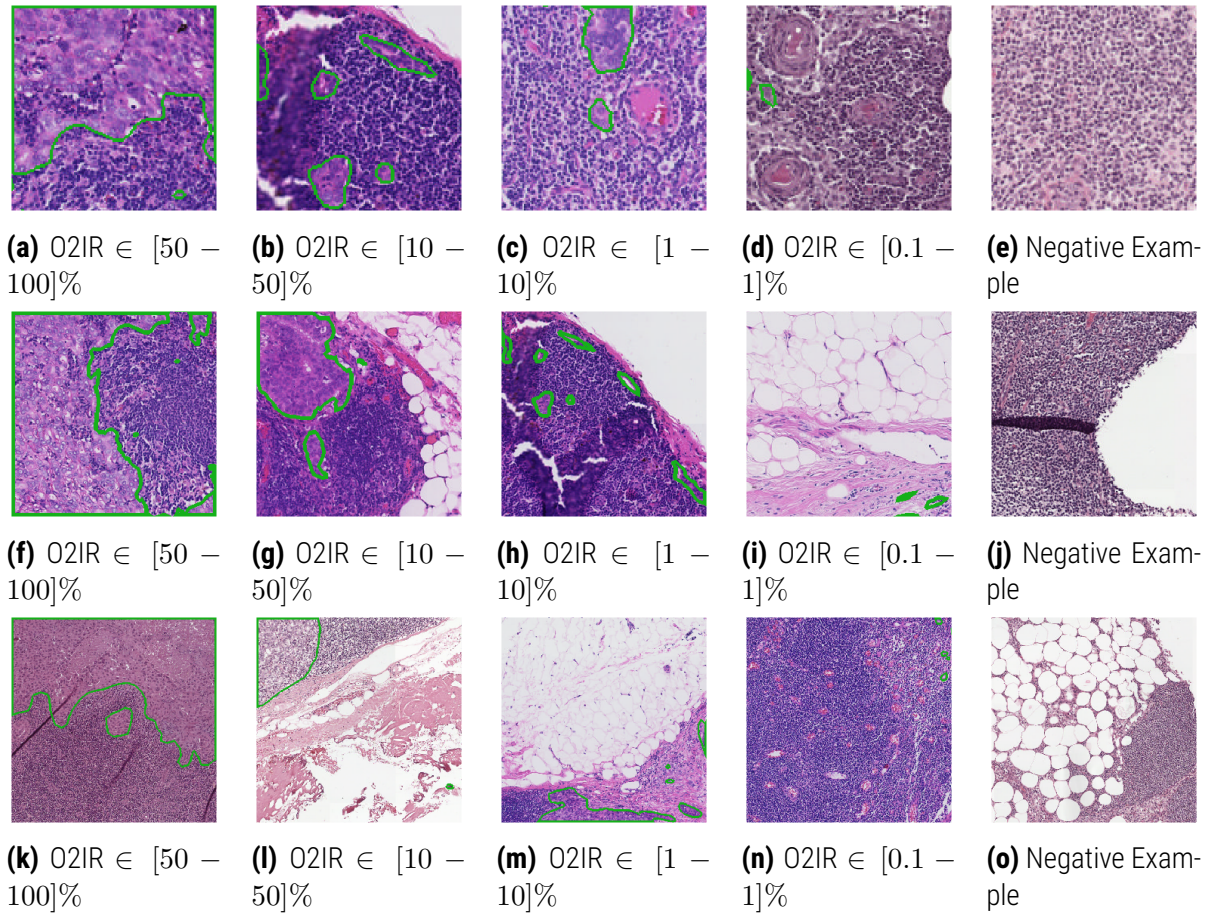 (a) O2IR ∈ [50 −
100]%
(b) O2IR ∈ [10 −
50]%
(c) O2IR ∈ [1 −
10]%
(d) O2IR ∈ [0.1 −
1]%
(e) Negative Exam-
ple
(f) O2IR ∈ [50 −
100]%
(g) O2IR ∈ [10 −
50]%
(h) O2IR ∈ [1 −
10]%
(i) O2IR ∈ [0.1 −
1]%
(j) Negative Exam-
ple
(k) O2IR ∈ [50 −
100]%
(l) O2IR ∈ [10 −
50]%
(m) O2IR ∈ [1 −
10]%
(n) O2IR ∈ [0.1 −
1]%
(o) Negative Exam-
ple